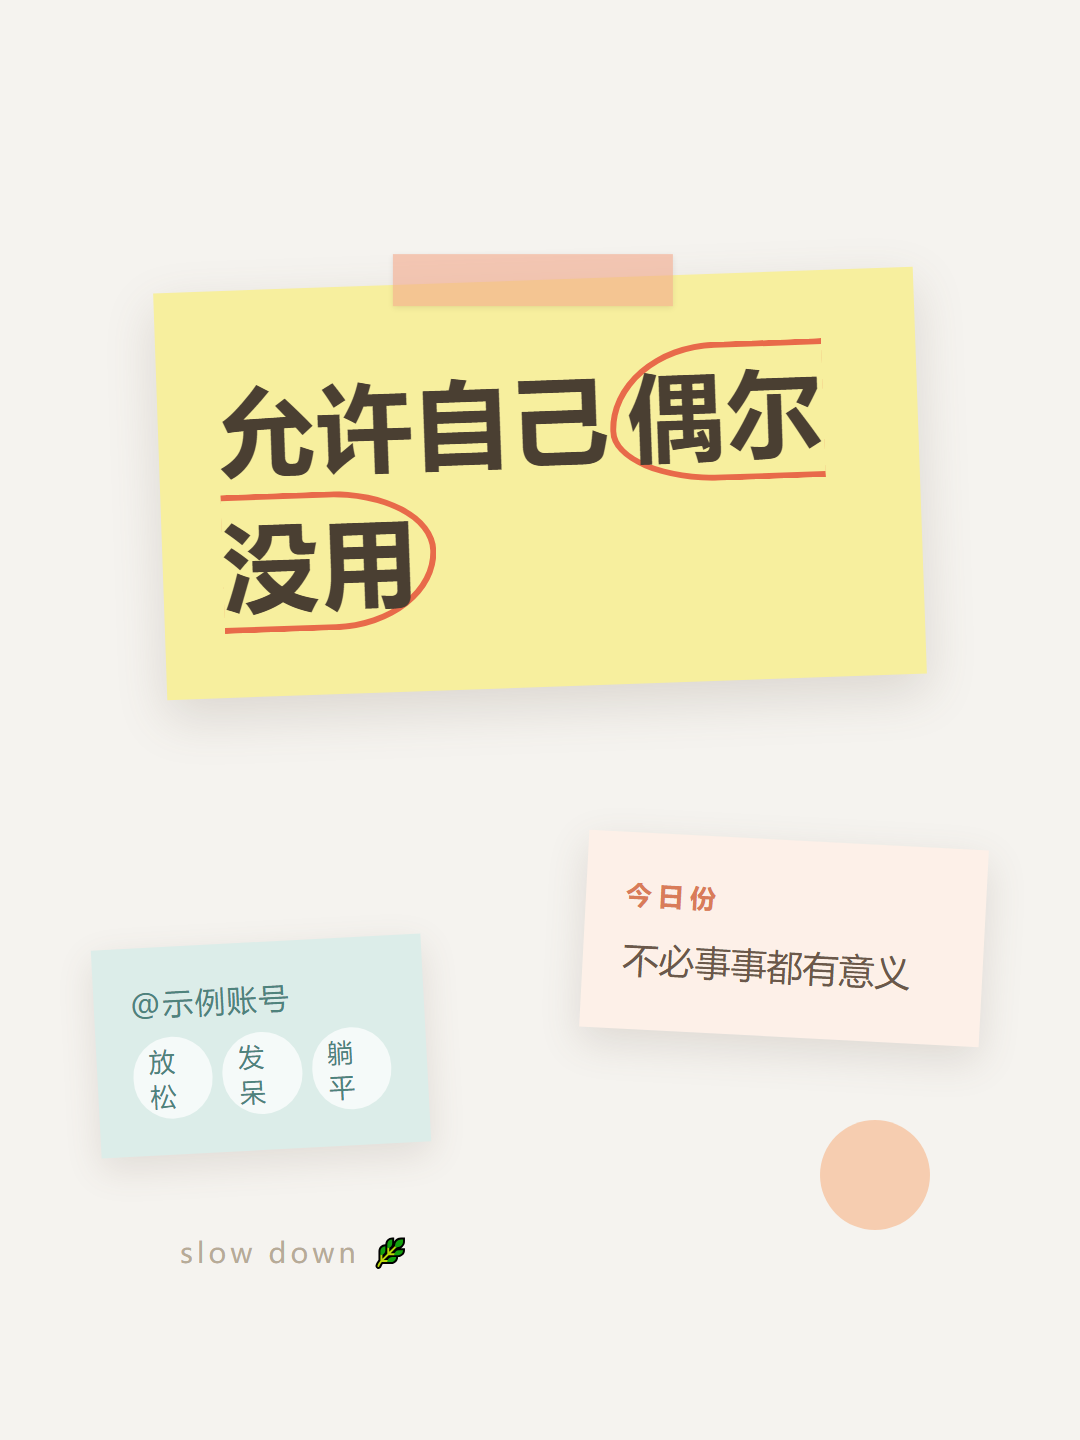 允许自己偶尔
没用
今日份
不必事事都有意义
@示例账号
放
松
发
呆
躺
平
slow down 🌿